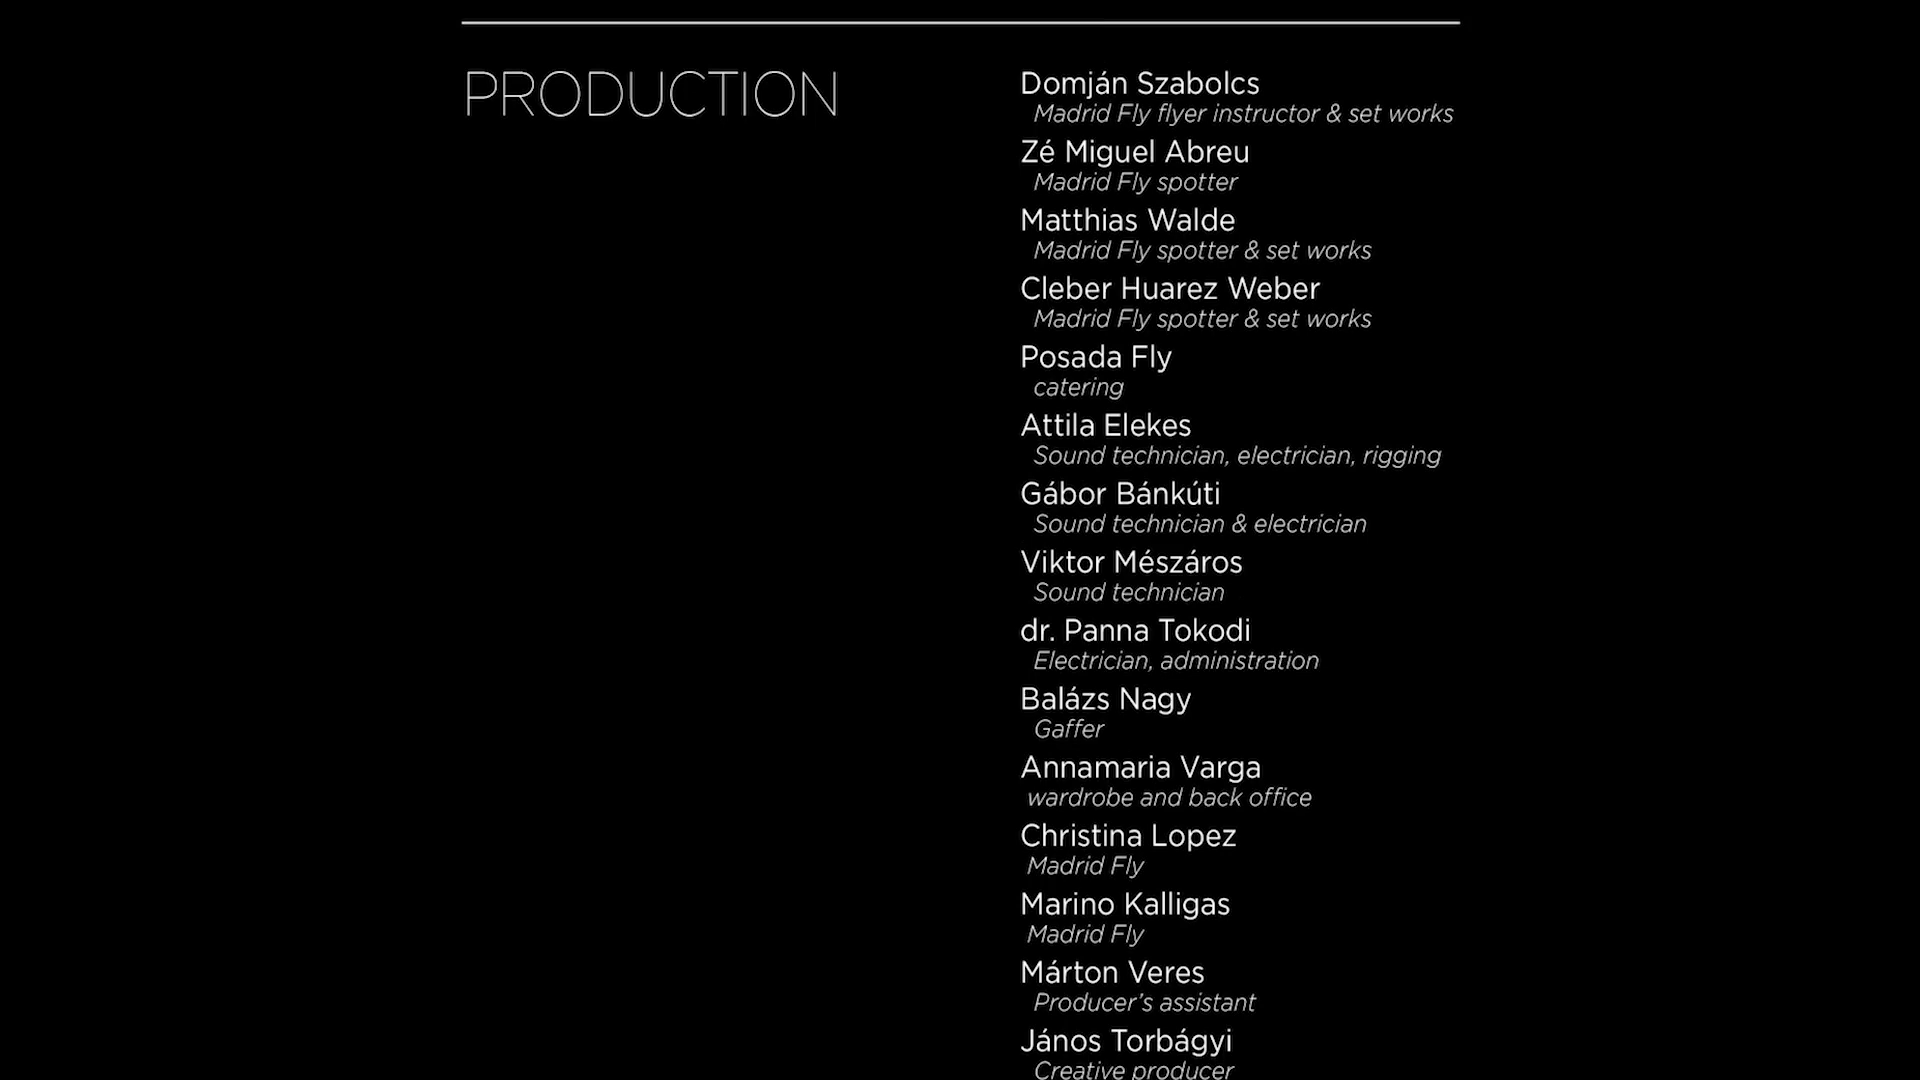 PRODUCTION
Domján Szabolcs
Madrid Fly flyer instructor & set works
Zé Miguel Abreu
Madrid Fly spotter
Matthias Walde
Madrid Fly spotter & set works
Cleber Huarez Weber
Madrid Fly spotter & set works
Posada Fly
catering
Attila Elekes
Sound technician, electrician, rigging
Gábor Bánkúti
Sound technician & electrician
Viktor Mészáros
Sound technician
dr. Panna Tokodi
Electrician, administration
Balázs Nagy
Gaffer
Annamaria Varga
wardrobe and back office
Christina Lopez
Madrid Fly
Marino Kalligas
Madrid Fly
Márton Veres
Producer’s assistant
János Torbágyi
Creative producer